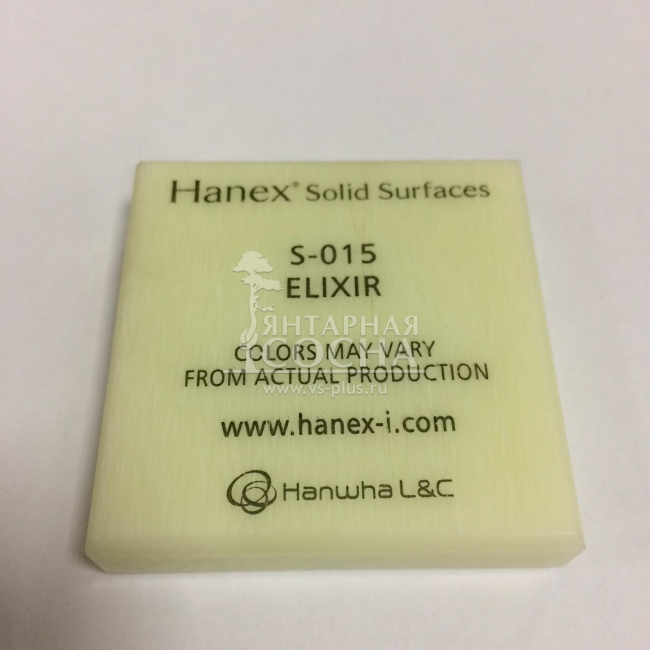 Hanex® Solid Surfaces
S-015
ELIXIR
ЯНТАРНАЯ
СОСНА
COLORS MAY VARY
FROM ACTUAL PRODUCTION
www.vs-plus.ru
www.hanex-i.com
Hanwha L&C